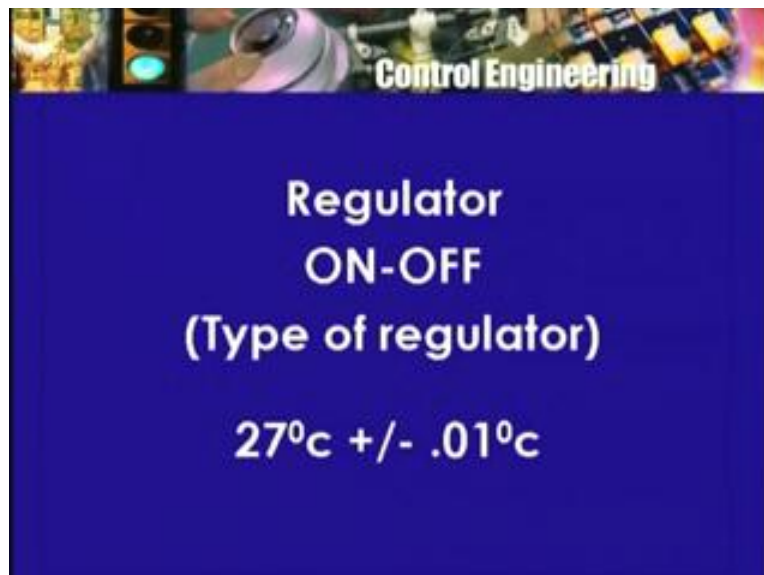 Control Engineering
Regulator
ON-OFF
(Type of regulator)
27⁰c +/- .01⁰c